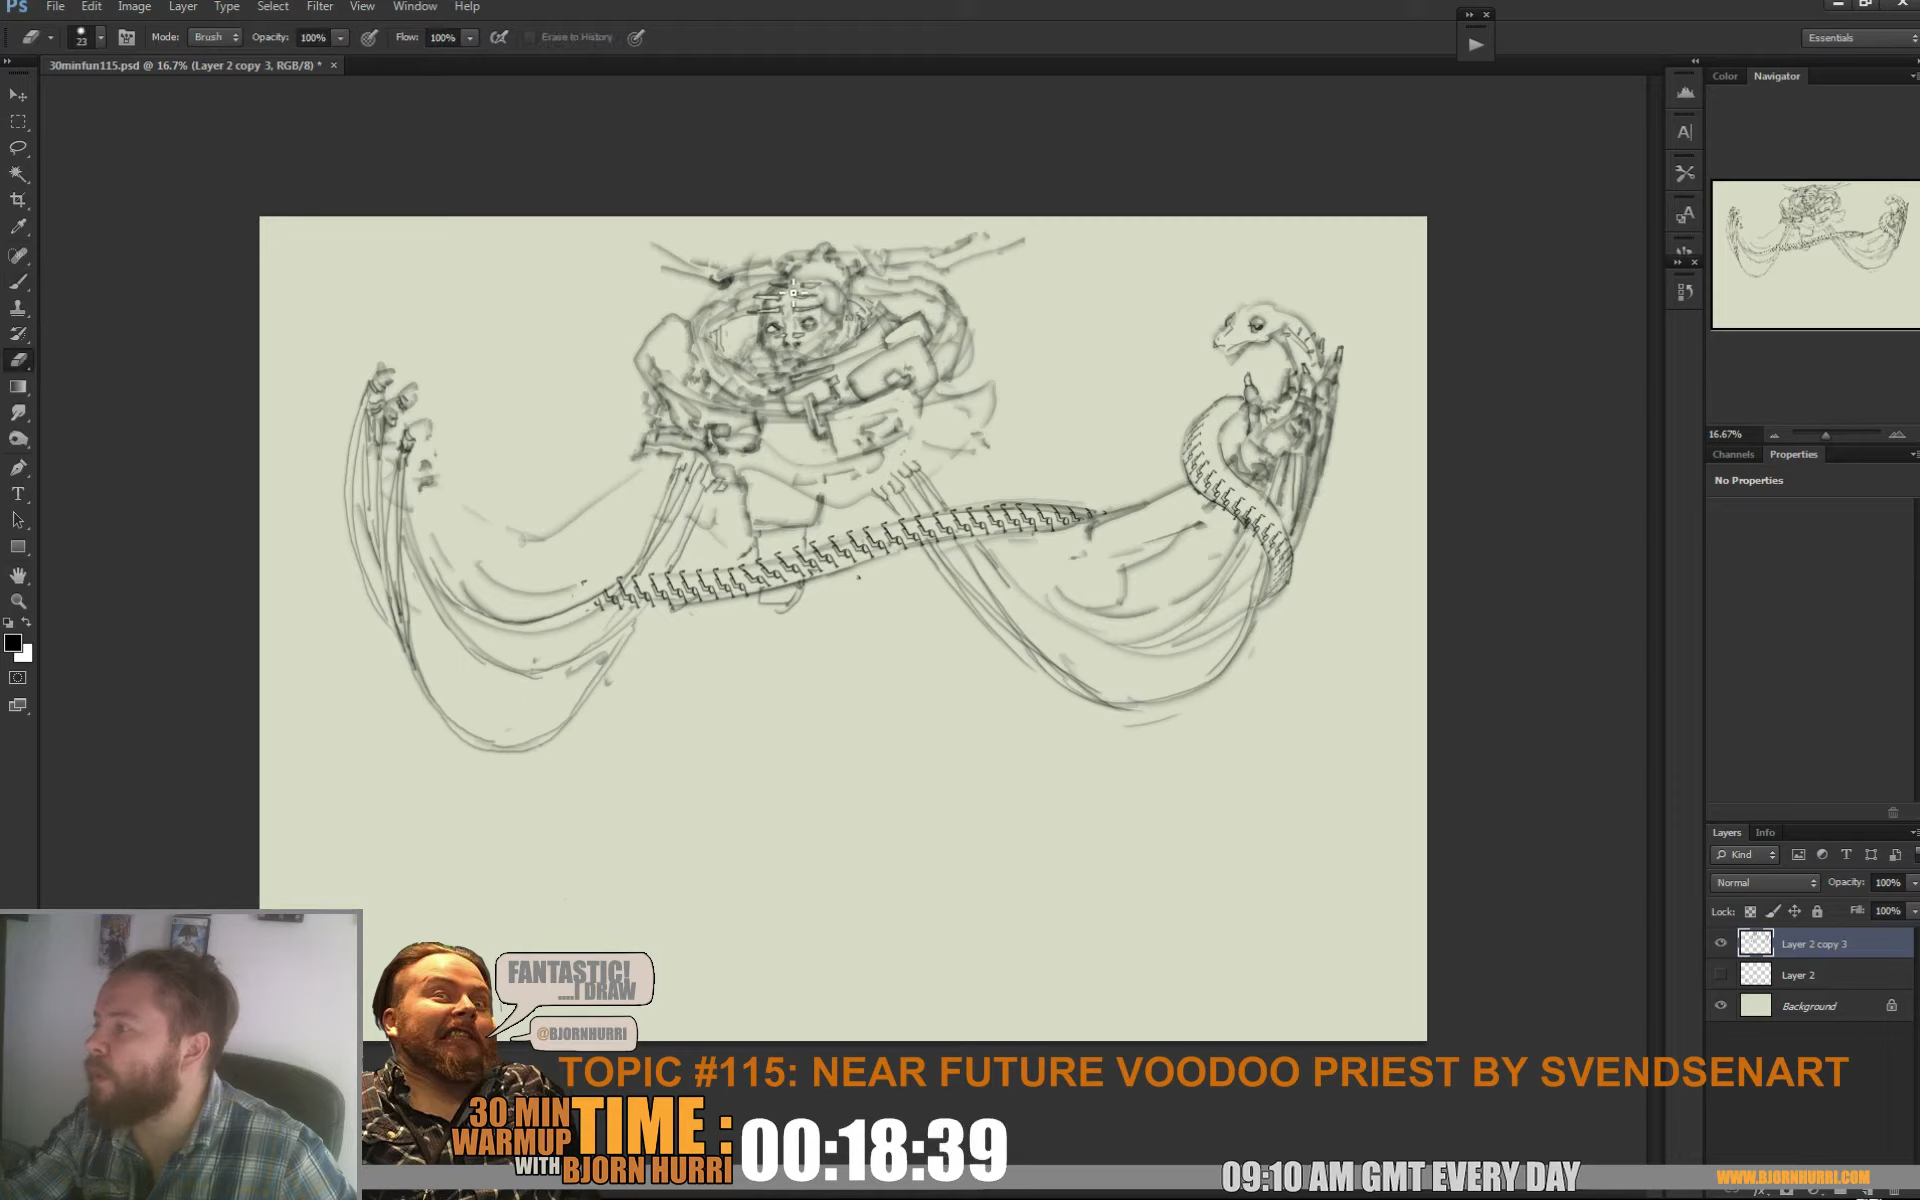 Ps File Edit Image Layer Type Select Filter View Window Help
23 Mode: Brush Opacity: 100% Flow: 100% Erase to History Essentials
30minfun115.psd @ 16.7% (Layer 2 copy 3, RGB/8) * ×
Color Navigator
16.67%
Channels Properties
No Properties
Layers Info
Kind
Normal Opacity: 100%
Lock: Fill: 100%
Layer 2 copy 3
Layer 2
Background
FANTASTIC!
....I DRAW
@BJORNHURRI
TOPIC #115: NEAR FUTURE VOODOO PRIEST BY SVENDSENART
30 MIN
WARMUP
WITH BJORN HURRI
TIME : 00:18:39
09:10 AM GMT EVERY DAY
WWW.BJORNHURRI.COM